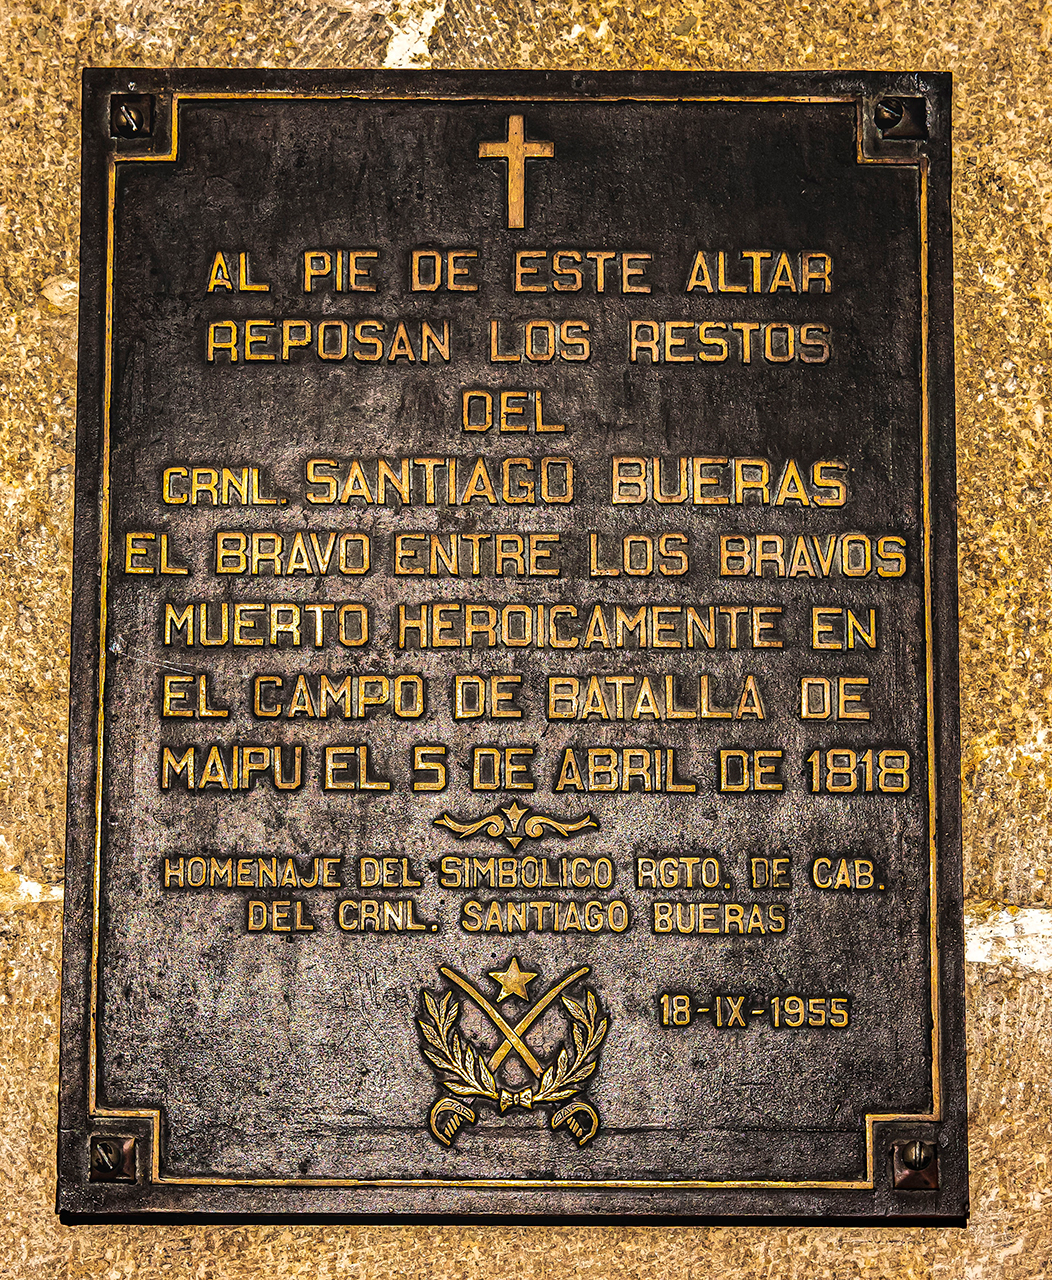 AL PIE DE ESTE ALTAR
REPOSAN LOS RESTOS
DEL
CRNL. SANTIAGO BUERAS
EL BRAVO ENTRE LOS BRAVOS
MUERTO HEROICAMENTE EN
EL CAMPO DE BATALLA DE
MAIPU EL 5 DE ABRIL DE 1818
HOMENAJE DEL SIMBOLICO RGTO. DE CAB.
DEL CRNL. SANTIAGO BUERAS
18-IX-1955